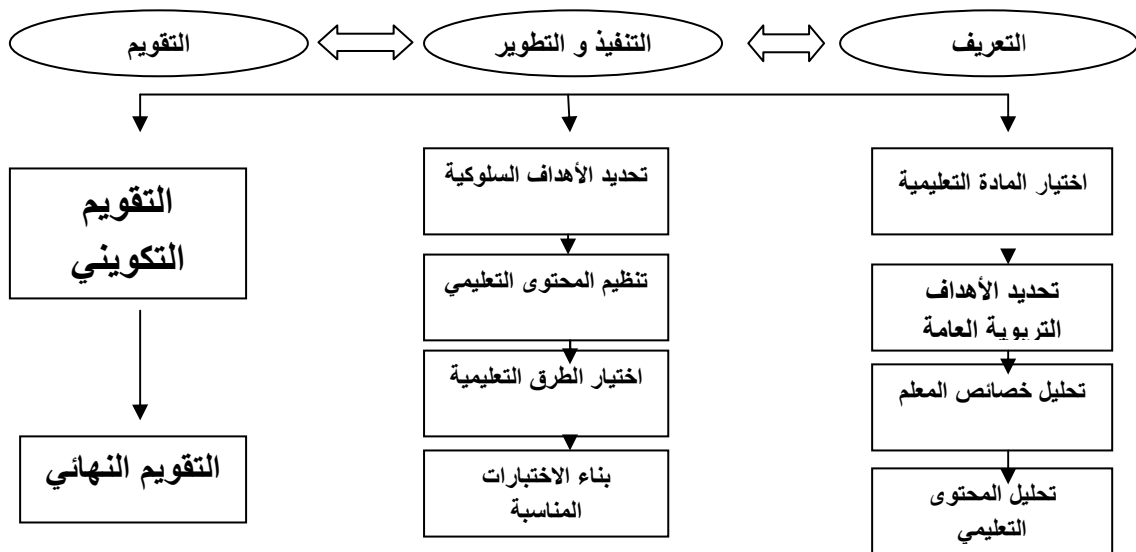 التعريف
التنفيذ و التطوير
التقويم
اختيار المادة التعليمية
تحديد الأهداف
التربوية العامة
تحليل خصائص المعلم
تحليل المحتوى
التعليمي
تحديد الأهداف السلوكية
تنظيم المحتوى التعليمي
اختيار الطرق التعليمية
بناء الاختبارات
المناسبة
التقويم
التكويني
التقويم النهائي